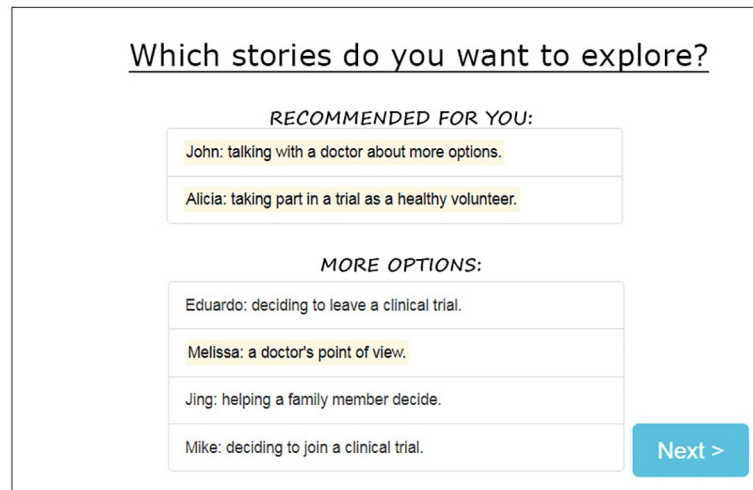 Which stories do you want to explore?
RECOMMENDED FOR YOU:
John: talking with a doctor about more options.
Alicia: taking part in a trial as a healthy volunteer.
MORE OPTIONS:
Eduardo: deciding to leave a clinical trial.
Melissa: a doctor's point of view.
Jing: helping a family member decide.
Mike: deciding to join a clinical trial.
Next >